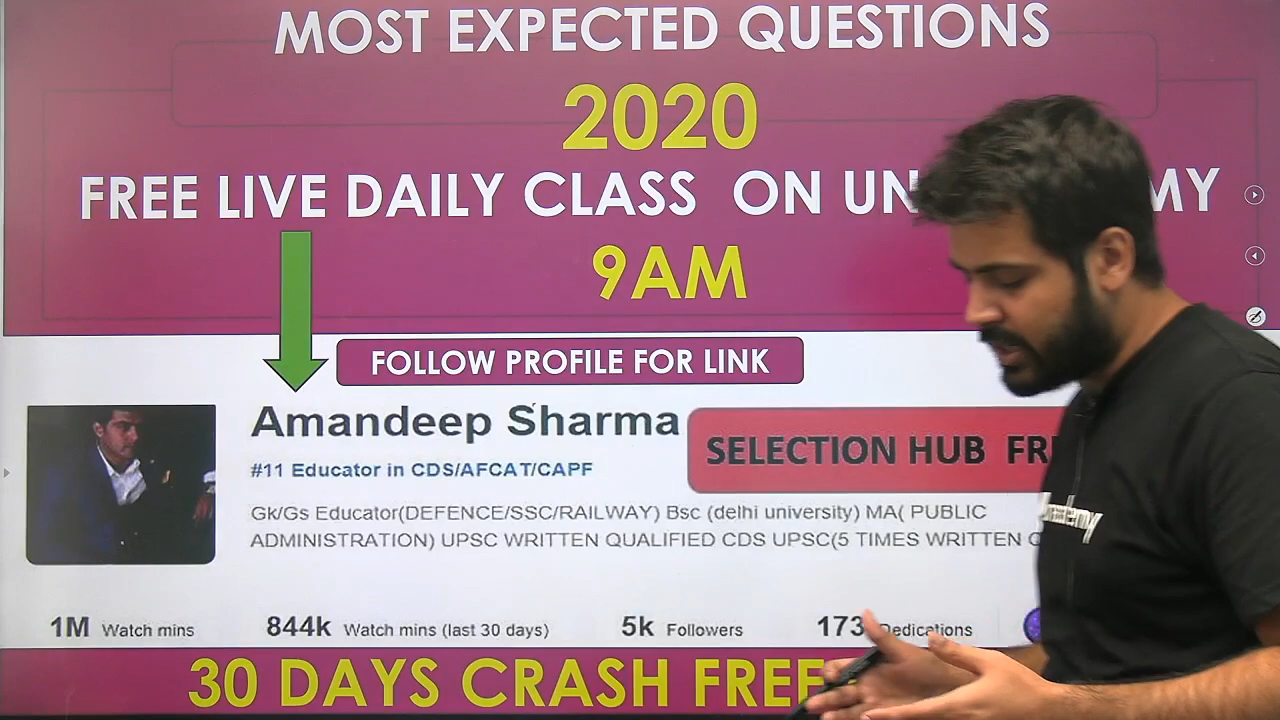 MOST EXPECTED QUESTIONS
2020
FREE LIVE DAILY CLASS ON UN MY
9AM
FOLLOW PROFILE FOR LINK
Amandeep Sharma
#11 Educator in CDS/AFCAT/CAPF
SELECTION HUB FR
Gk/Gs Educator(DEFENCE/SSC/RAILWAY) Bsc (delhi university) MA( PUBLIC
ADMINISTRATION) UPSC WRITTEN QUALIFIED CDS UPSC(5 TIMES WRITTEN
1M Watch mins 844k Watch mins (last 30 days) 5k Followers 173 Dedications
30 DAYS CRASH FREE